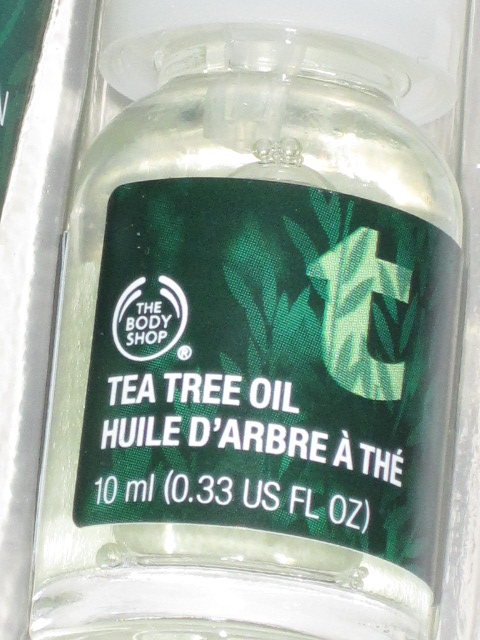 THE
BODY
SHOP
®
t
TEA TREE OIL
HUILE D'ARBRE À THÉ
10 ml (0.33 US FL OZ)
N